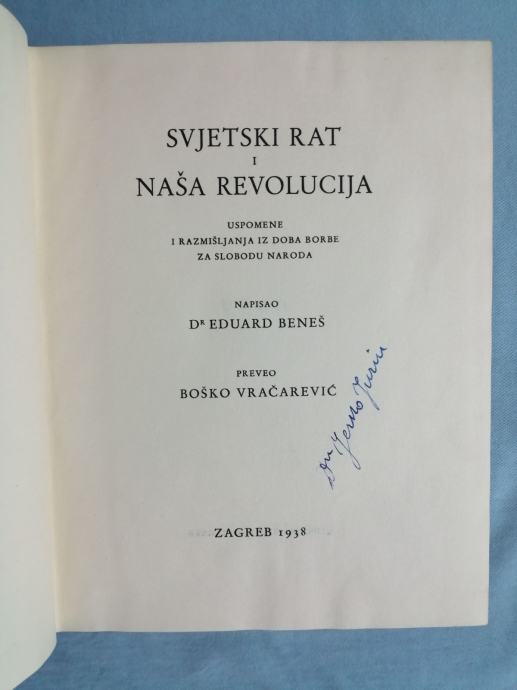 SVJETSKI RAT
I
NAŠA REVOLUCIJA
USPOMENE
I RAZMIŠLJANJA IZ DOBA BORBE
ZA SLOBODU NARODA
NAPISAO
Dᴿ EDUARD BENEŠ
PREVEO
BOŠKO VRAČAREVIĆ
ZAGREB 1938